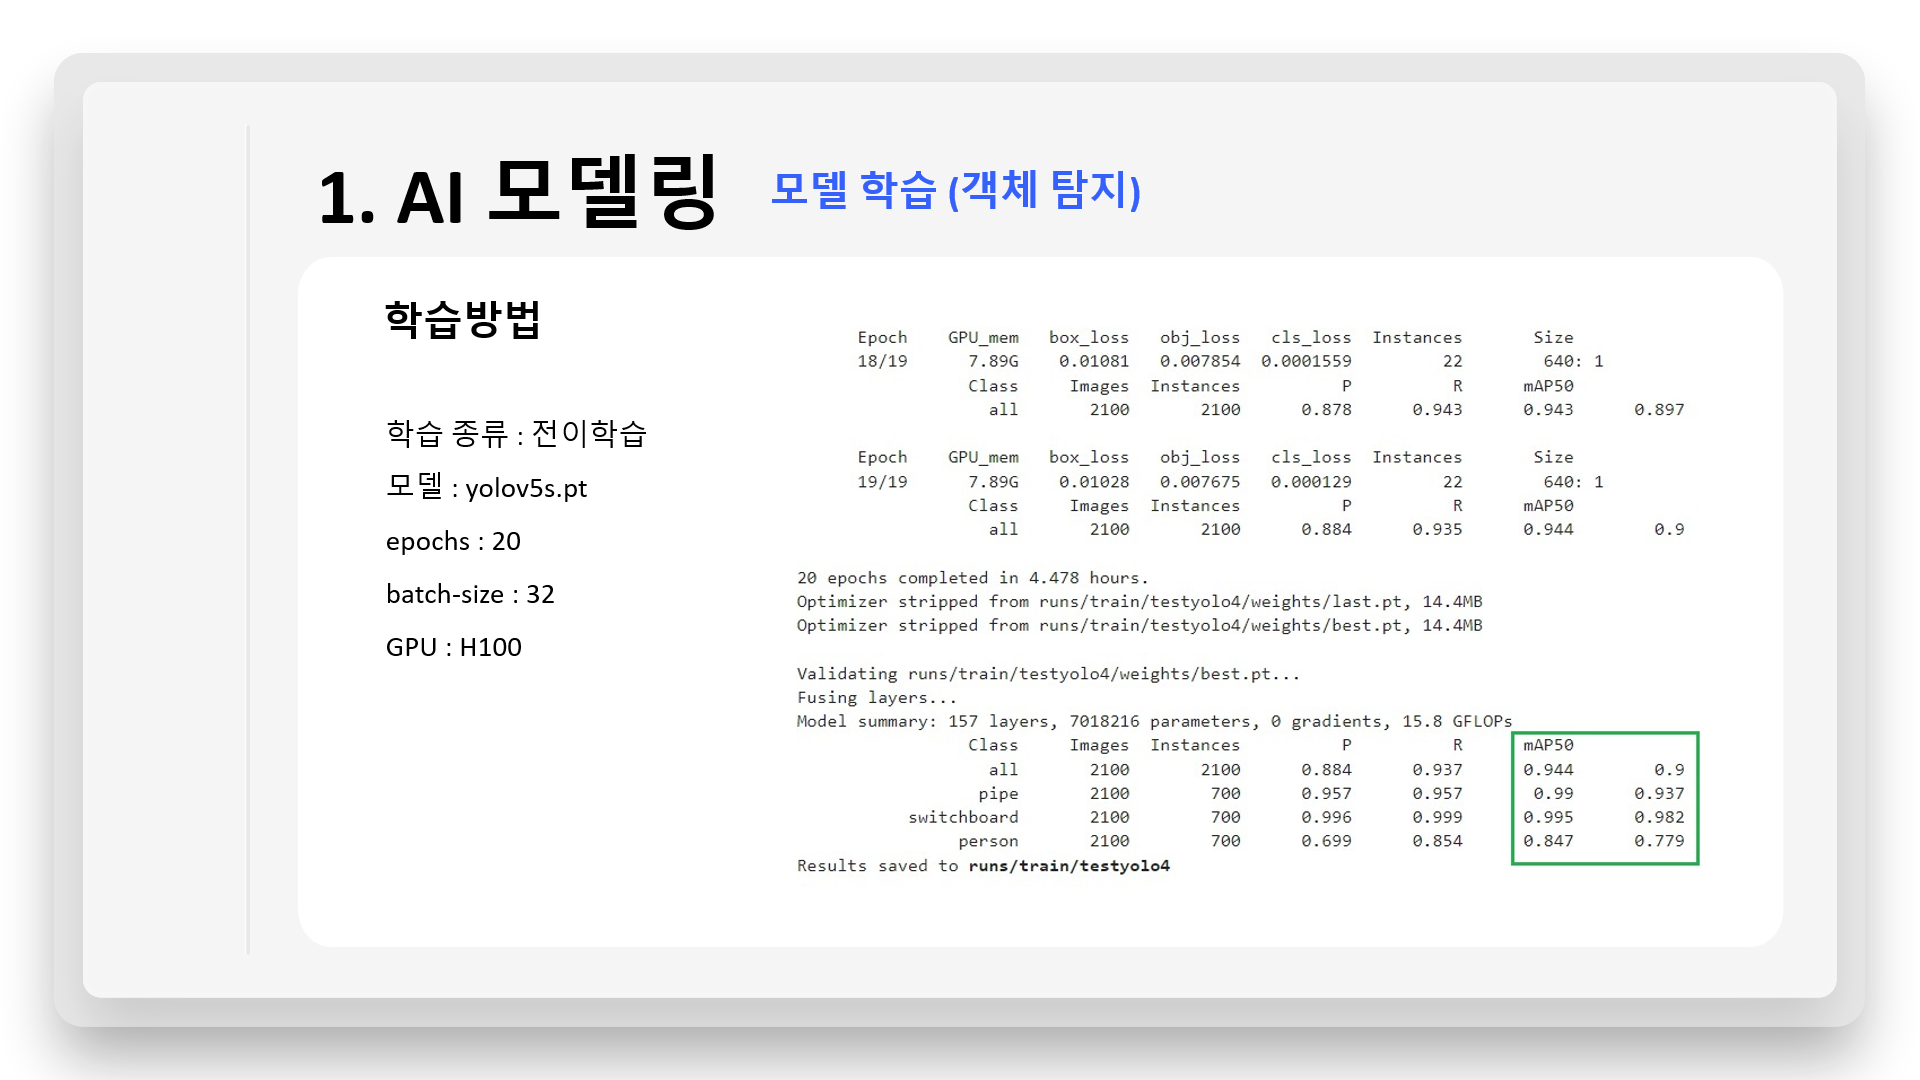 1. AI 모델링 모델 학습 (객체 탐지)
학습방법
학습 종류 : 전이학습
모델 : yolov5s.pt
epochs : 20
batch-size : 32
GPU : H100
Epoch GPU_mem box_loss obj_loss cls_loss Instances Size
18/19 7.89G 0.01081 0.007854 0.0001559 22 640: 1
Class Images Instances P R mAP50
all 2100 2100 0.878 0.943 0.943 0.897
Epoch GPU_mem box_loss obj_loss cls_loss Instances Size
19/19 7.89G 0.01028 0.007675 0.000129 22 640: 1
Class Images Instances P R mAP50
all 2100 2100 0.884 0.935 0.944 0.9
20 epochs completed in 4.478 hours.
Optimizer stripped from runs/train/testyolo4/weights/last.pt, 14.4MB
Optimizer stripped from runs/train/testyolo4/weights/best.pt, 14.4MB
Validating runs/train/testyolo4/weights/best.pt...
Fusing layers...
Model summary: 157 layers, 7018216 parameters, 0 gradients, 15.8 GFLOPs
Class Images Instances P R mAP50
all 2100 2100 0.884 0.937 0.944 0.9
pipe 2100 700 0.957 0.957 0.99 0.937
switchboard 2100 700 0.996 0.999 0.995 0.982
person 2100 700 0.699 0.854 0.847 0.779
Results saved to runs/train/testyolo4